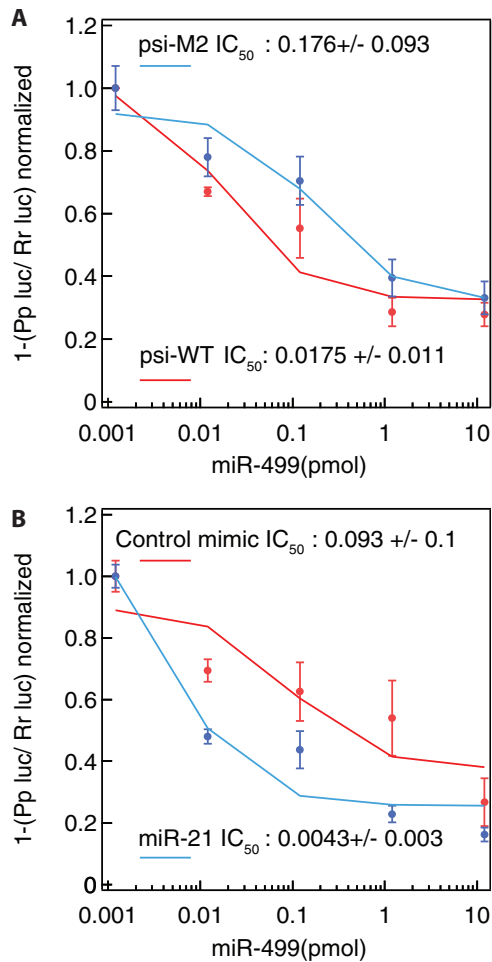 A
1-(Pp luc/ Rr luc) normalized
1.2
1.0
0.8
0.6
0.4
0.2
0
psi-M2 IC50 : 0.176+/- 0.093
psi-WT IC50: 0.0175 +/- 0.011
0.001 0.01 0.1 1 10
miR-499(pmol)
B
1-(Pp luc/ Rr luc) normalized
1.2
1.0
0.8
0.6
0.4
0.2
0
Control mimic IC50 : 0.093 +/- 0.1
miR-21 IC50 : 0.0043+/- 0.003
0.001 0.01 0.1 1 10
miR-499(pmol)